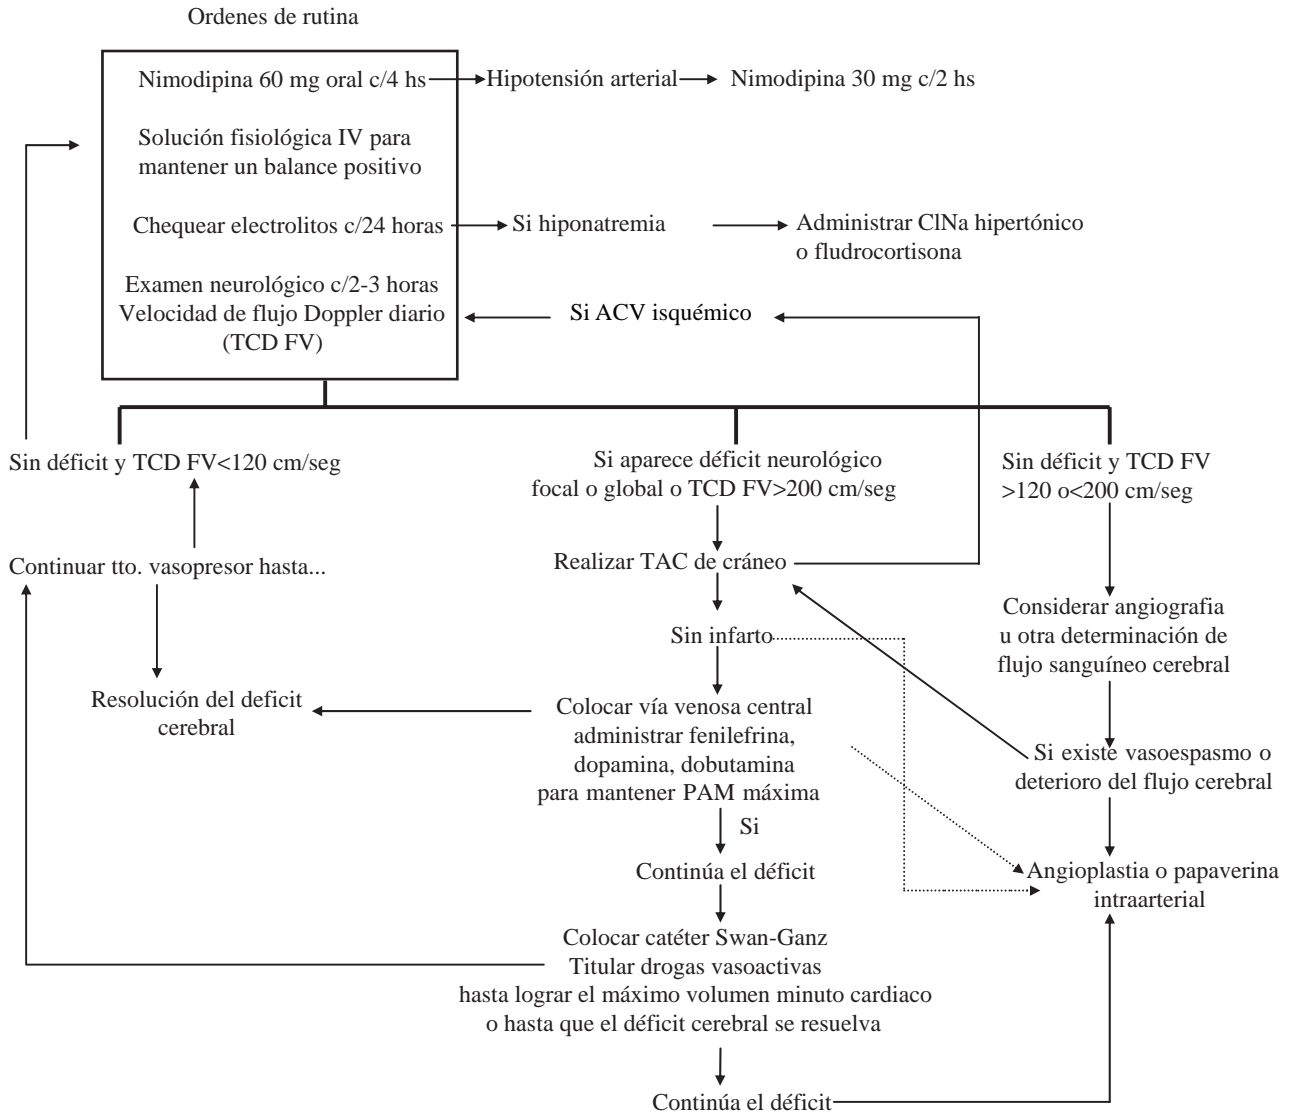 Ordenes de rutina
Nimodipina 60 mg oral c/4 hs
Hipotensión arterial
Nimodipina 30 mg c/2 hs
Solución fisiológica IV para
mantener un balance positivo
Chequear electrolitos c/24 horas
Si hiponatremia
Administrar ClNa hipertónico
o fludrocortisona
Examen neurológico c/2-3 horas
Velocidad de flujo Doppler diario
(TCD FV)
Si ACV isquémico
Sin déficit y TCD FV<120 cm/seg
Si aparece déficit neurológico
focal o global o TCD FV>200 cm/seg
Sin déficit y TCD FV
>120 o<200 cm/seg
Continuar tto. vasopresor hasta...
Realizar TAC de cráneo
Considerar angiografia
u otra determinación de
flujo sanguíneo cerebral
Sin infarto
Resolución del deficit
cerebral
Colocar vía venosa central
administrar fenilefrina,
dopamina, dobutamina
para mantener PAM máxima
Si existe vasoespasmo o
deterioro del flujo cerebral
Si
Continúa el déficit
Angioplastia o papaverina
intraarterial
Colocar catéter Swan-Ganz
Titular drogas vasoactivas
hasta lograr el máximo volumen minuto cardiaco
o hasta que el déficit cerebral se resuelva
Continúa el déficit